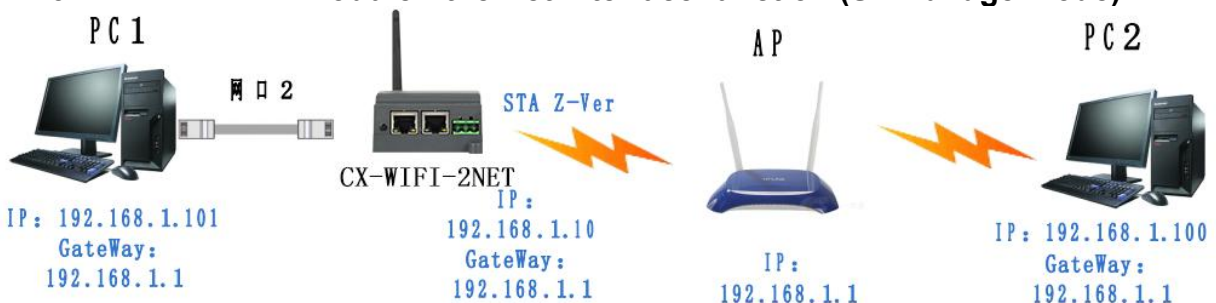 PC1
网口2
STA Z-Ver
AP
PC2
CX-WIFI-2NET
IP: 192.168.1.101
GateWay:
192.168.1.1
IP:
192.168.1.10
GateWay:
192.168.1.1
IP:
192.168.1.1
IP: 192.168.1.100
GateWay:
192.168.1.1